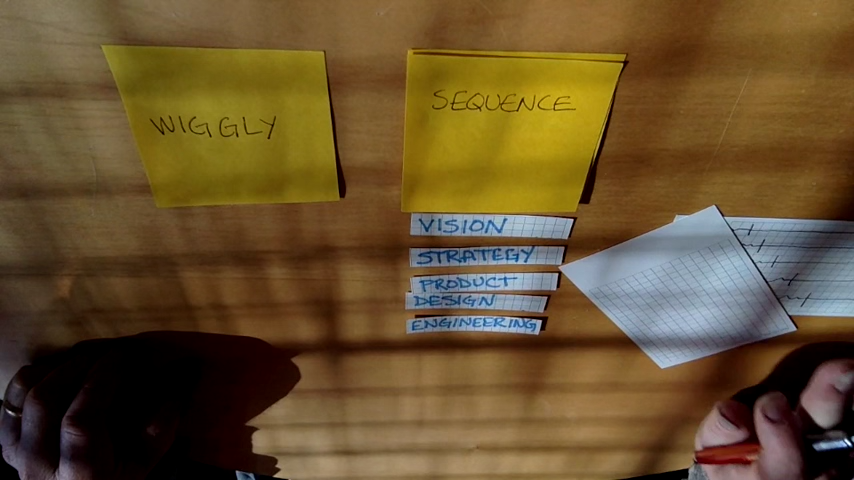 WIGGLY
SEQUENCE
VISION
STRATEGY
PRODUCT
DESIGN
ENGINEERING